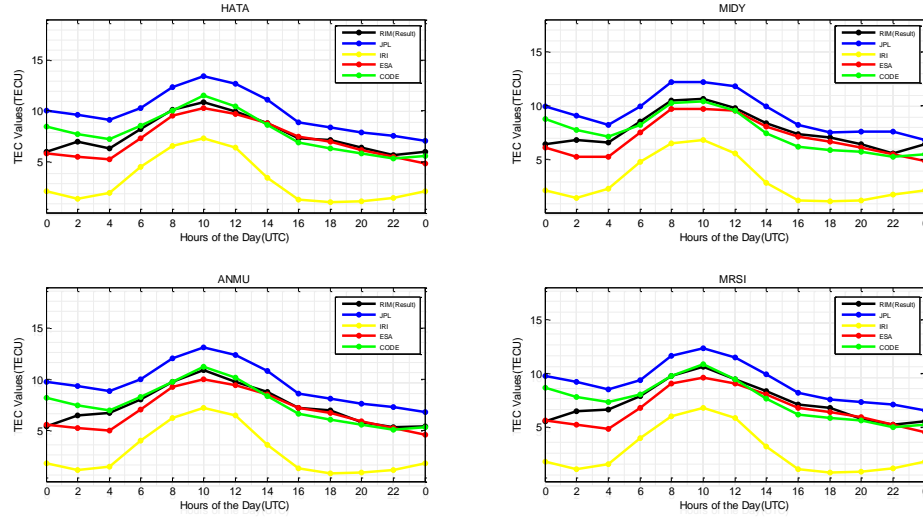 HATA
TEC Values(TECU)
15
10
5
RIM(Result)
JPL
IRI
ESA
CODE
0 2 4 6 8 10 12 14 16 18 20 22 0
Hours of the Day(UTC)
MIDY
TEC Values(TECU)
15
10
5
RIM(Result)
JPL
IRI
ESA
CODE
0 2 4 6 8 10 12 14 16 18 20 22 0
Hours of the Day(UTC)
ANMU
TEC Values(TECU)
15
10
5
RIM(Result)
JPL
IRI
ESA
CODE
0 2 4 6 8 10 12 14 16 18 20 22 0
Hours of the Day(UTC)
MRSI
TEC Values(TECU)
15
10
5
RIM(Result)
JPL
IRI
ESA
CODE
0 2 4 6 8 10 12 14 16 18 20 22
Hours of the Day(UTC)